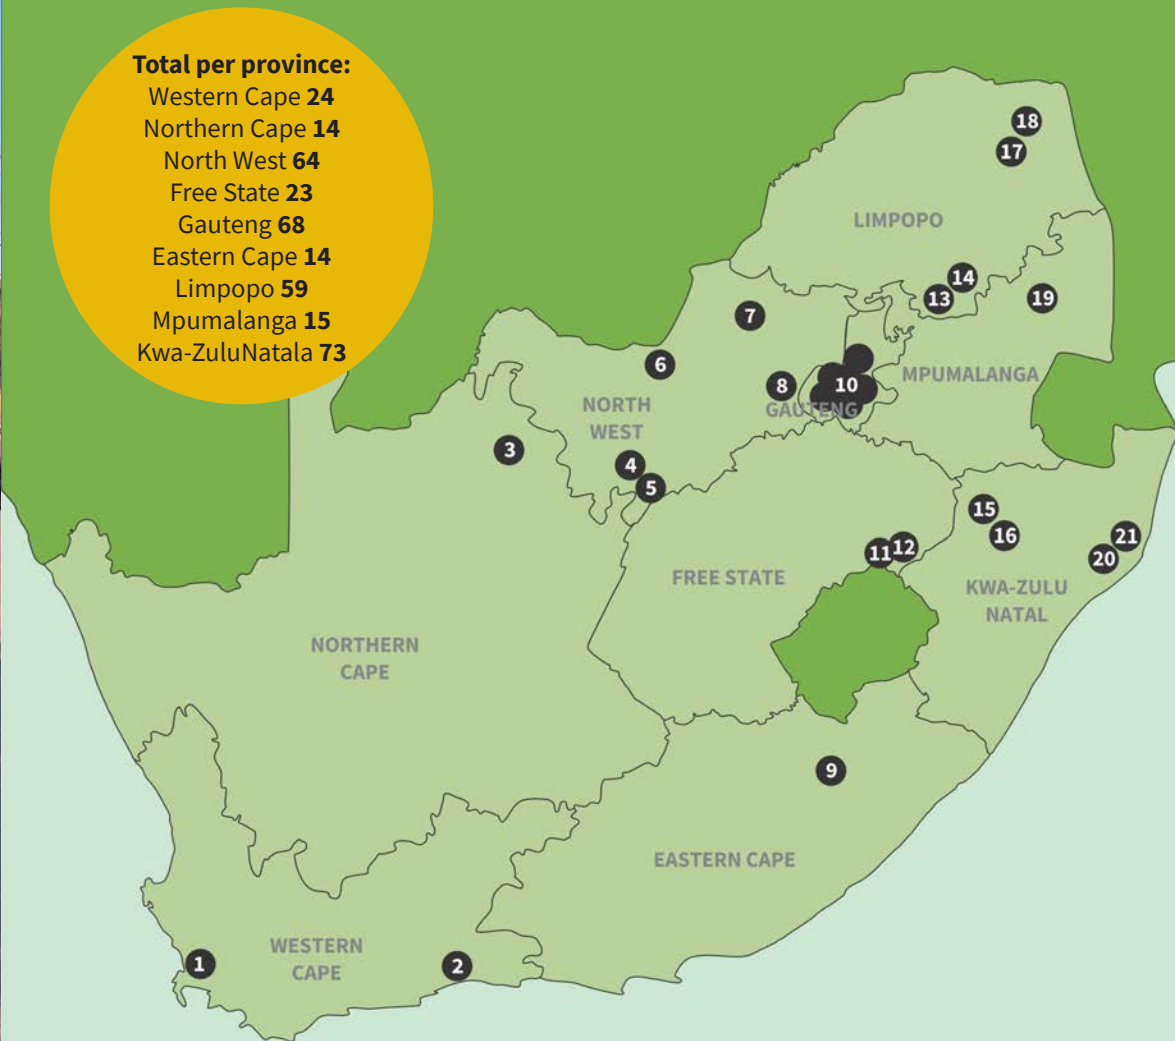 Total per province:
Western Cape 24
Northern Cape 14
North West 64
Free State 23
Gauteng 68
Eastern Cape 14
Limpopo 59
Mpumalanga 15
Kwa-ZuluNatala 73
18
17
LIMPOPO
14
13
19
7
6
MPUMALANGA
8
10
NORTH
WEST
GAUTENG
3
4
5
15
16
21
20
11
12
FREE STATE
KWA-ZULU
NATAL
NORTHERN
CAPE
9
EASTERN CAPE
WESTERN
CAPE
1
2